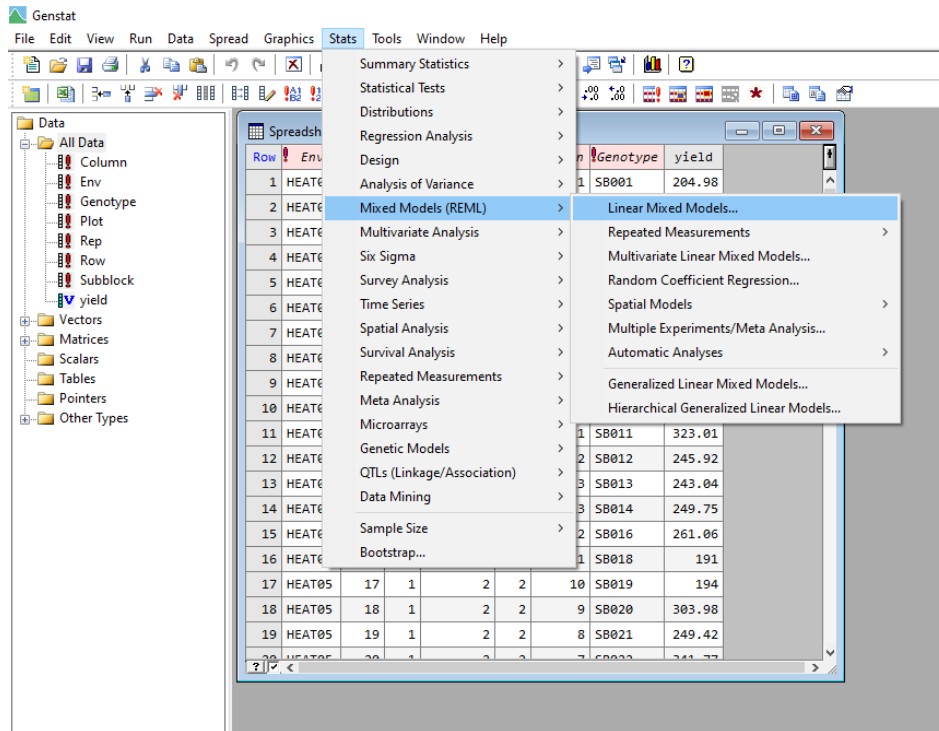 Genstat
File Edit View Run Data Spread Graphics Stats Tools Window Help
Data
All Data
Column
Env
Genotype
Plot
Rep
Row
Subblock
yield
Vectors
Matrices
Scalars
Tables
Pointers
Other Types
Summary Statistics
Statistical Tests
Distributions
Regression Analysis
Design
Analysis of Variance
Mixed Models (REML)
Multivariate Analysis
Six Sigma
Survey Analysis
Time Series
Spatial Analysis
Survival Analysis
Repeated Measurements
Meta Analysis
Microarrays
Genetic Models
QTLs (Linkage/Association)
Data Mining
Sample Size
Bootstrap...
Linear Mixed Models...
Repeated Measurements
Multivariate Linear Mixed Models...
Random Coefficient Regression...
Spatial Models
Multiple Experiments/Meta Analysis...
Automatic Analyses
Generalized Linear Mixed Models...
Hierarchical Generalized Linear Models...
Spreadsh
Row Env n Genotype yield
1 HEAT0 1 SB001 204.98
2 HEAT0
3 HEAT0
4 HEAT0
5 HEAT0
6 HEAT0
7 HEAT0
8 HEAT0
9 HEAT0
10 HEAT0
11 HEAT0 1 SB011 323.01
12 HEAT0 2 SB012 245.92
13 HEAT0 3 SB013 243.04
14 HEAT0 3 SB014 249.75
15 HEAT0 2 SB016 261.06
16 HEAT0 1 SB018 191
17 HEAT05 17 1 2 2 10 SB019 194
18 HEAT05 18 1 2 2 9 SB020 303.98
19 HEAT05 19 1 2 2 8 SB021 249.42